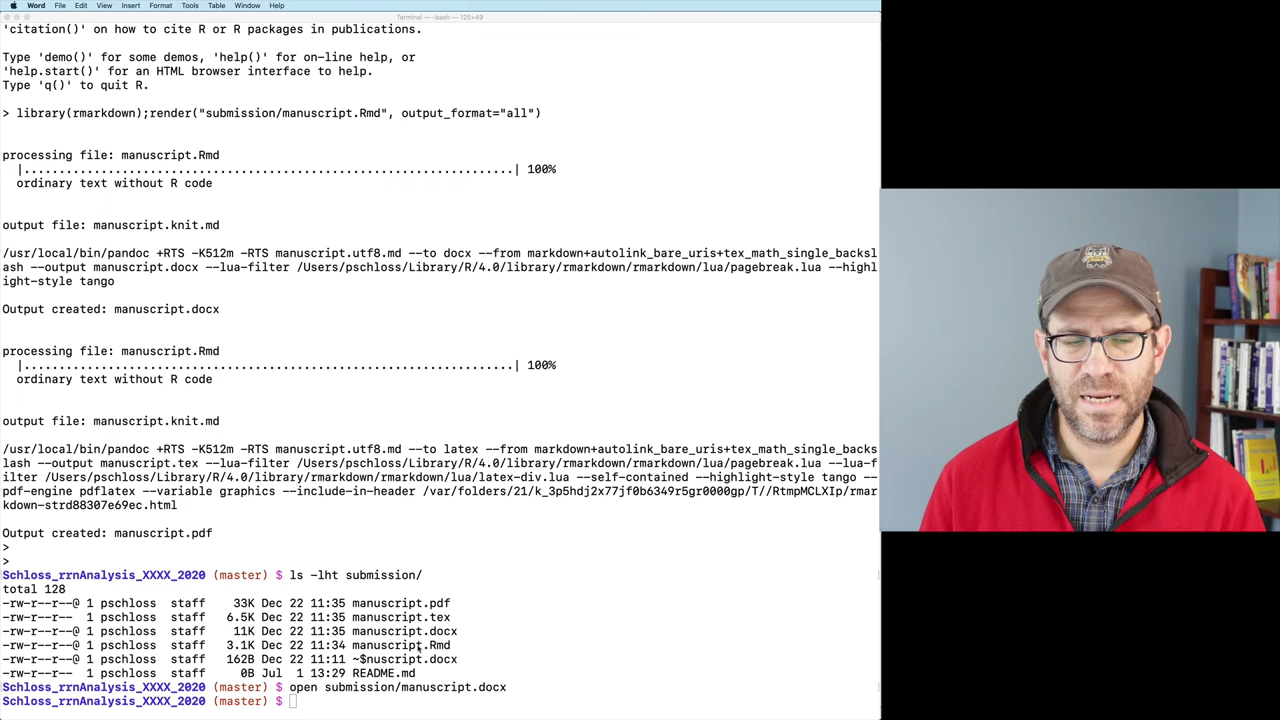 Word File Edit View Insert Format Tools Table Window Help
Terminal — -bash — 125×49
'citation()' on how to cite R or R packages in publications.
Type 'demo()' for some demos, 'help()' for on-line help, or
'help.start()' for an HTML browser interface to help.
Type 'q()' to quit R.
> library(rmarkdown);render("submission/manuscript.Rmd", output_format="all")
processing file: manuscript.Rmd
|......................................................................| 100%
ordinary text without R code
output file: manuscript.knit.md
/usr/local/bin/pandoc +RTS -K512m -RTS manuscript.utf8.md --to docx --from markdown+autolink_bare_uris+tex_math_single_backsl
ash --output manuscript.docx --lua-filter /Users/pschloss/Library/R/4.0/library/rmarkdown/rmarkdown/lua/pagebreak.lua --highl
ight-style tango
Output created: manuscript.docx
processing file: manuscript.Rmd
|......................................................................| 100%
ordinary text without R code
output file: manuscript.knit.md
/usr/local/bin/pandoc +RTS -K512m -RTS manuscript.utf8.md --to latex --from markdown+autolink_bare_uris+tex_math_single_backs
lash --output manuscript.tex --lua-filter /Users/pschloss/Library/R/4.0/library/rmarkdown/rmarkdown/lua/pagebreak.lua --lua-f
ilter /Users/pschloss/Library/R/4.0/library/rmarkdown/rmarkdown/lua/latex-div.lua --self-contained --highlight-style tango --
pdf-engine pdflatex --variable graphics --include-in-header /var/folders/21/k_3p5hdj2x77jf0b6349r5gr0000gp/T//RtmpMCLXIp/rmar
kdown-strd88307e69ec.html
Output created: manuscript.pdf
>
>
Schloss_rrnAnalysis_XXXX_2020 (master) $ ls -lht submission/
total 128
-rw-r--r--@ 1 pschloss staff 33K Dec 22 11:35 manuscript.pdf
-rw-r--r-- 1 pschloss staff 6.5K Dec 22 11:35 manuscript.tex
-rw-r--r--@ 1 pschloss staff 11K Dec 22 11:35 manuscript.docx
-rw-r--r--@ 1 pschloss staff 3.1K Dec 22 11:34 manuscript.Rmd
-rw-r--r--@ 1 pschloss staff 162B Dec 22 11:11 ~$nuscript.docx
-rw-r--r-- 1 pschloss staff 0B Jul 1 13:29 README.md
Schloss_rrnAnalysis_XXXX_2020 (master) $ open submission/manuscript.docx
Schloss_rrnAnalysis_XXXX_2020 (master) $